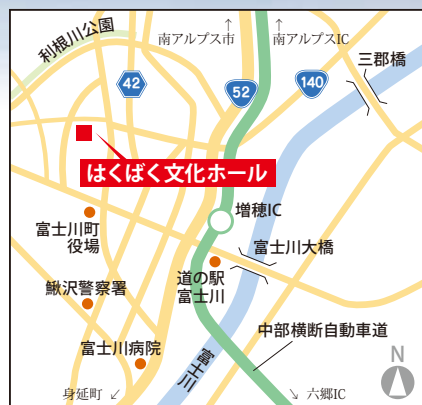 ↑
南アルプス市
↑
南アルプスIC
利根川公園
三郡橋
42
52
140
はくばく文化ホール
増穂IC
富士川町
役場
富士川大橋
道の駅
富士川
鰍沢警察署
中部横断自動車道
富士川病院
富士川
N
身延町 ↙
↘ 六郷IC